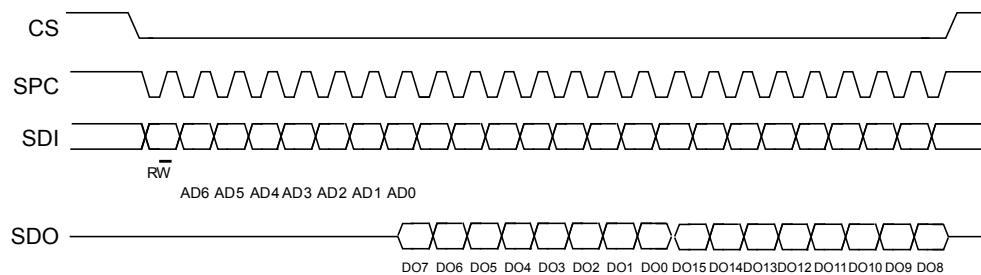 CS
SPC
SDI
RW
AD6 AD5 AD4 AD3 AD2 AD1 AD0
SDO
DO7 DO6 DO5 DO4 DO3 DO2 DO1 DO0 DO15 DO14 DO13 DO12 DO11 DO10 DO9 DO8